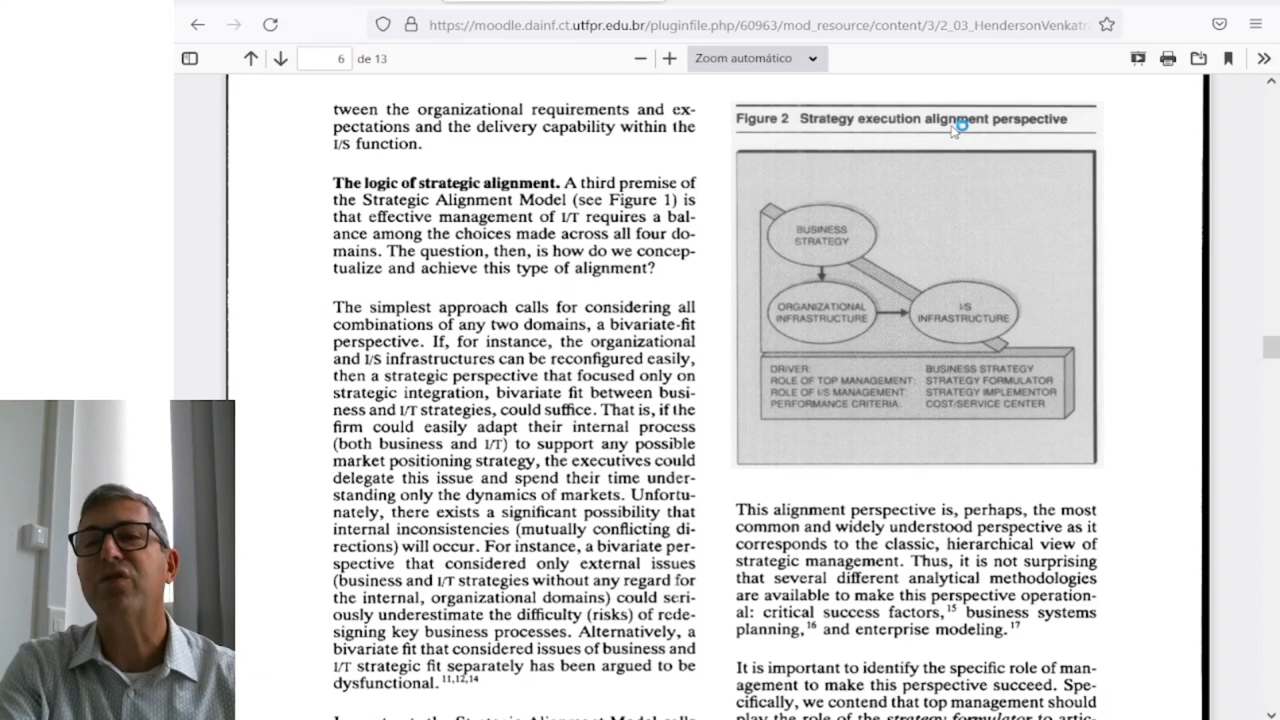 https://moodle.dainf.ct.utfpr.edu.br/pluginfile.php/60963/mod_resource/content/3/2_03_HendersonVenkatr
6 de 13
Zoom automático
tween the organizational requirements and ex-
pectations and the delivery capability within the
I/S function.
The logic of strategic alignment. A third premise of
the Strategic Alignment Model (see Figure 1) is
that effective management of I/T requires a bal-
ance among the choices made across all four do-
mains. The question, then, is how do we concep-
tualize and achieve this type of alignment?
The simplest approach calls for considering all
combinations of any two domains, a bivariate-fit
perspective. If, for instance, the organizational
and I/S infrastructures can be reconfigured easily,
then a strategic perspective that focused only on
strategic integration, bivariate fit between busi-
ness and I/T strategies, could suffice. That is, if the
firm could easily adapt their internal process
(both business and I/T) to support any possible
market positioning strategy, the executives could
delegate this issue and spend their time under-
standing only the dynamics of markets. Unfortu-
nately, there exists a significant possibility that
internal inconsistencies (mutually conflicting di-
rections) will occur. For instance, a bivariate per-
spective that considered only external issues
(business and I/T strategies without any regard for
the internal, organizational domains) could seri-
ously underestimate the difficulty (risks) of rede-
signing key business processes. Alternatively, a
bivariate fit that considered issues of business and
I/T strategic fit separately has been argued to be
dysfunctional. 11,12,14
Figure 2 Strategy execution alignment perspective
BUSINESS
STRATEGY
ORGANIZATIONAL
INFRASTRUCTURE
I/S
INFRASTRUCTURE
DRIVER: BUSINESS STRATEGY
ROLE OF TOP MANAGEMENT: STRATEGY FORMULATOR
ROLE OF I/S MANAGEMENT: STRATEGY IMPLEMENTOR
PERFORMANCE CRITERIA: COST/SERVICE CENTER
This alignment perspective is, perhaps, the most
common and widely understood perspective as it
corresponds to the classic, hierarchical view of
strategic management. Thus, it is not surprising
that several different analytical methodologies
are available to make this perspective operation-
al: critical success factors, 15 business systems
planning, 16 and enterprise modeling. 17
It is important to identify the specific role of man-
agement to make this perspective succeed. Spe-
cifically, we contend that top management should
play the role of the strategy formulator to artic-